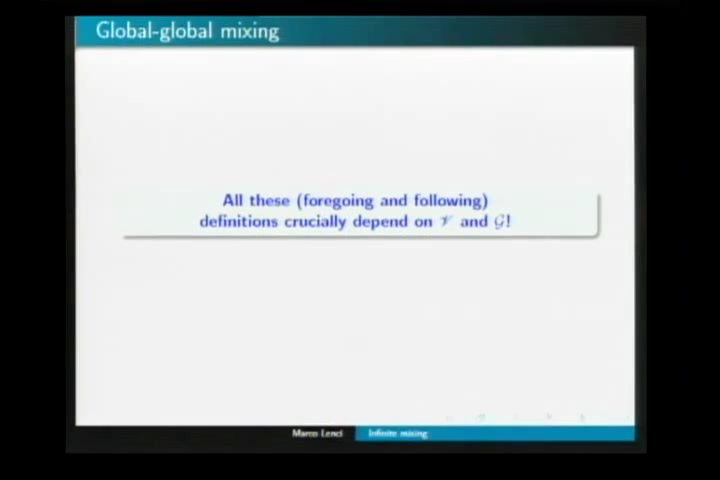 Global-global mixing
All these (foregoing and following)
definitions crucially depend on 𝒱 and 𝒢!
Marco Lenci Infinite mixing